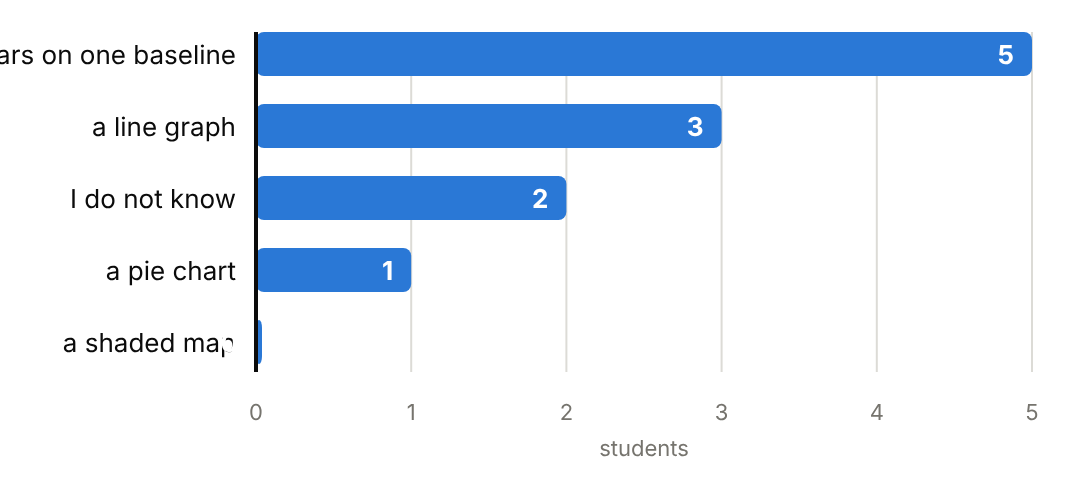 ars on one baseline 5
a line graph 3
I do not know 2
a pie chart 1
a shaded map
0 1 2 3 4 5
students